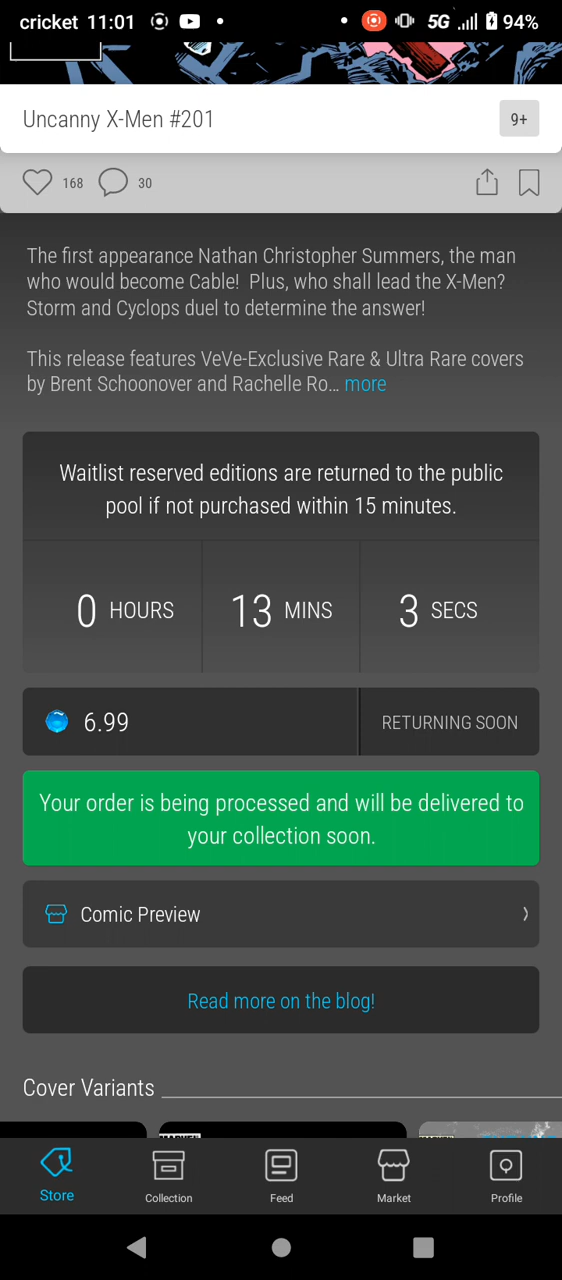 cricket 11:01 5G 94%
Uncanny X-Men #201 9+
168 30
The first appearance Nathan Christopher Summers, the man
who would become Cable!  Plus, who shall lead the X-Men?
Storm and Cyclops duel to determine the answer!
This release features VeVe-Exclusive Rare & Ultra Rare covers
by Brent Schoonover and Rachelle Ro… more
Waitlist reserved editions are returned to the public
pool if not purchased within 15 minutes.
0 HOURS 13 MINS 3 SECS
6.99 RETURNING SOON
Your order is being processed and will be delivered to
your collection soon.
Comic Preview
Read more on the blog!
Cover Variants
Store Collection Feed Market Profile